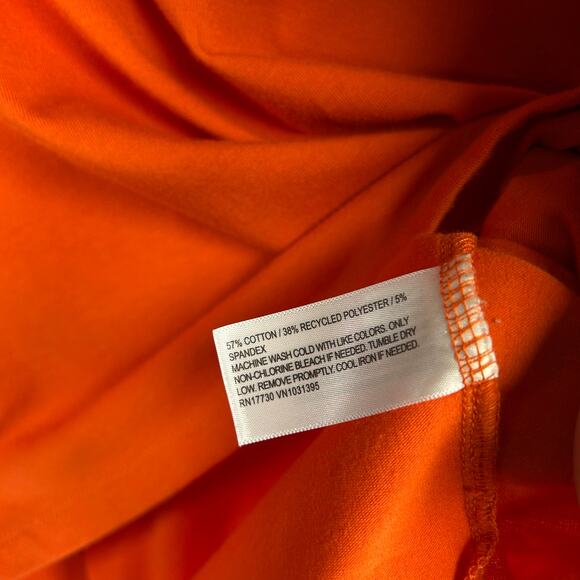 57% COTTON / 38% RECYCLED POLYESTER / 5%
SPANDEX
MACHINE WASH COLD WITH LIKE COLORS. ONLY
NON-CHLORINE BLEACH IF NEEDED. TUMBLE DRY
LOW. REMOVE PROMPTLY. COOL IRON IF NEEDED.
RN17730 VN1031395